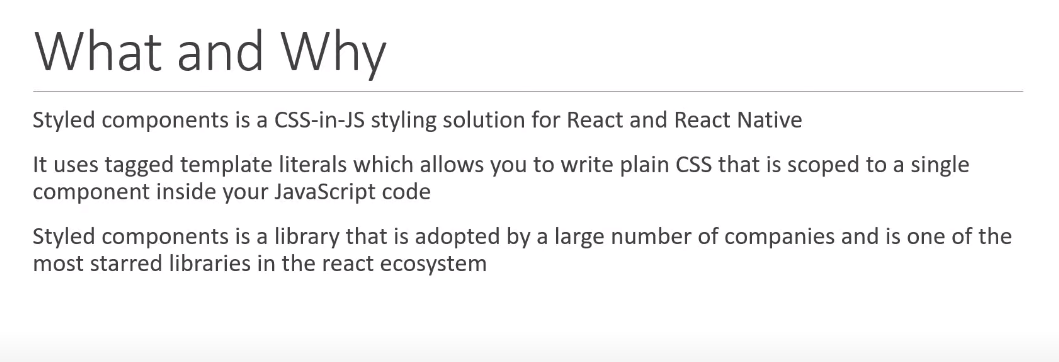 What and Why
Styled components is a CSS-in-JS styling solution for React and React Native
It uses tagged template literals which allows you to write plain CSS that is scoped to a single
component inside your JavaScript code
Styled components is a library that is adopted by a large number of companies and is one of the
most starred libraries in the react ecosystem